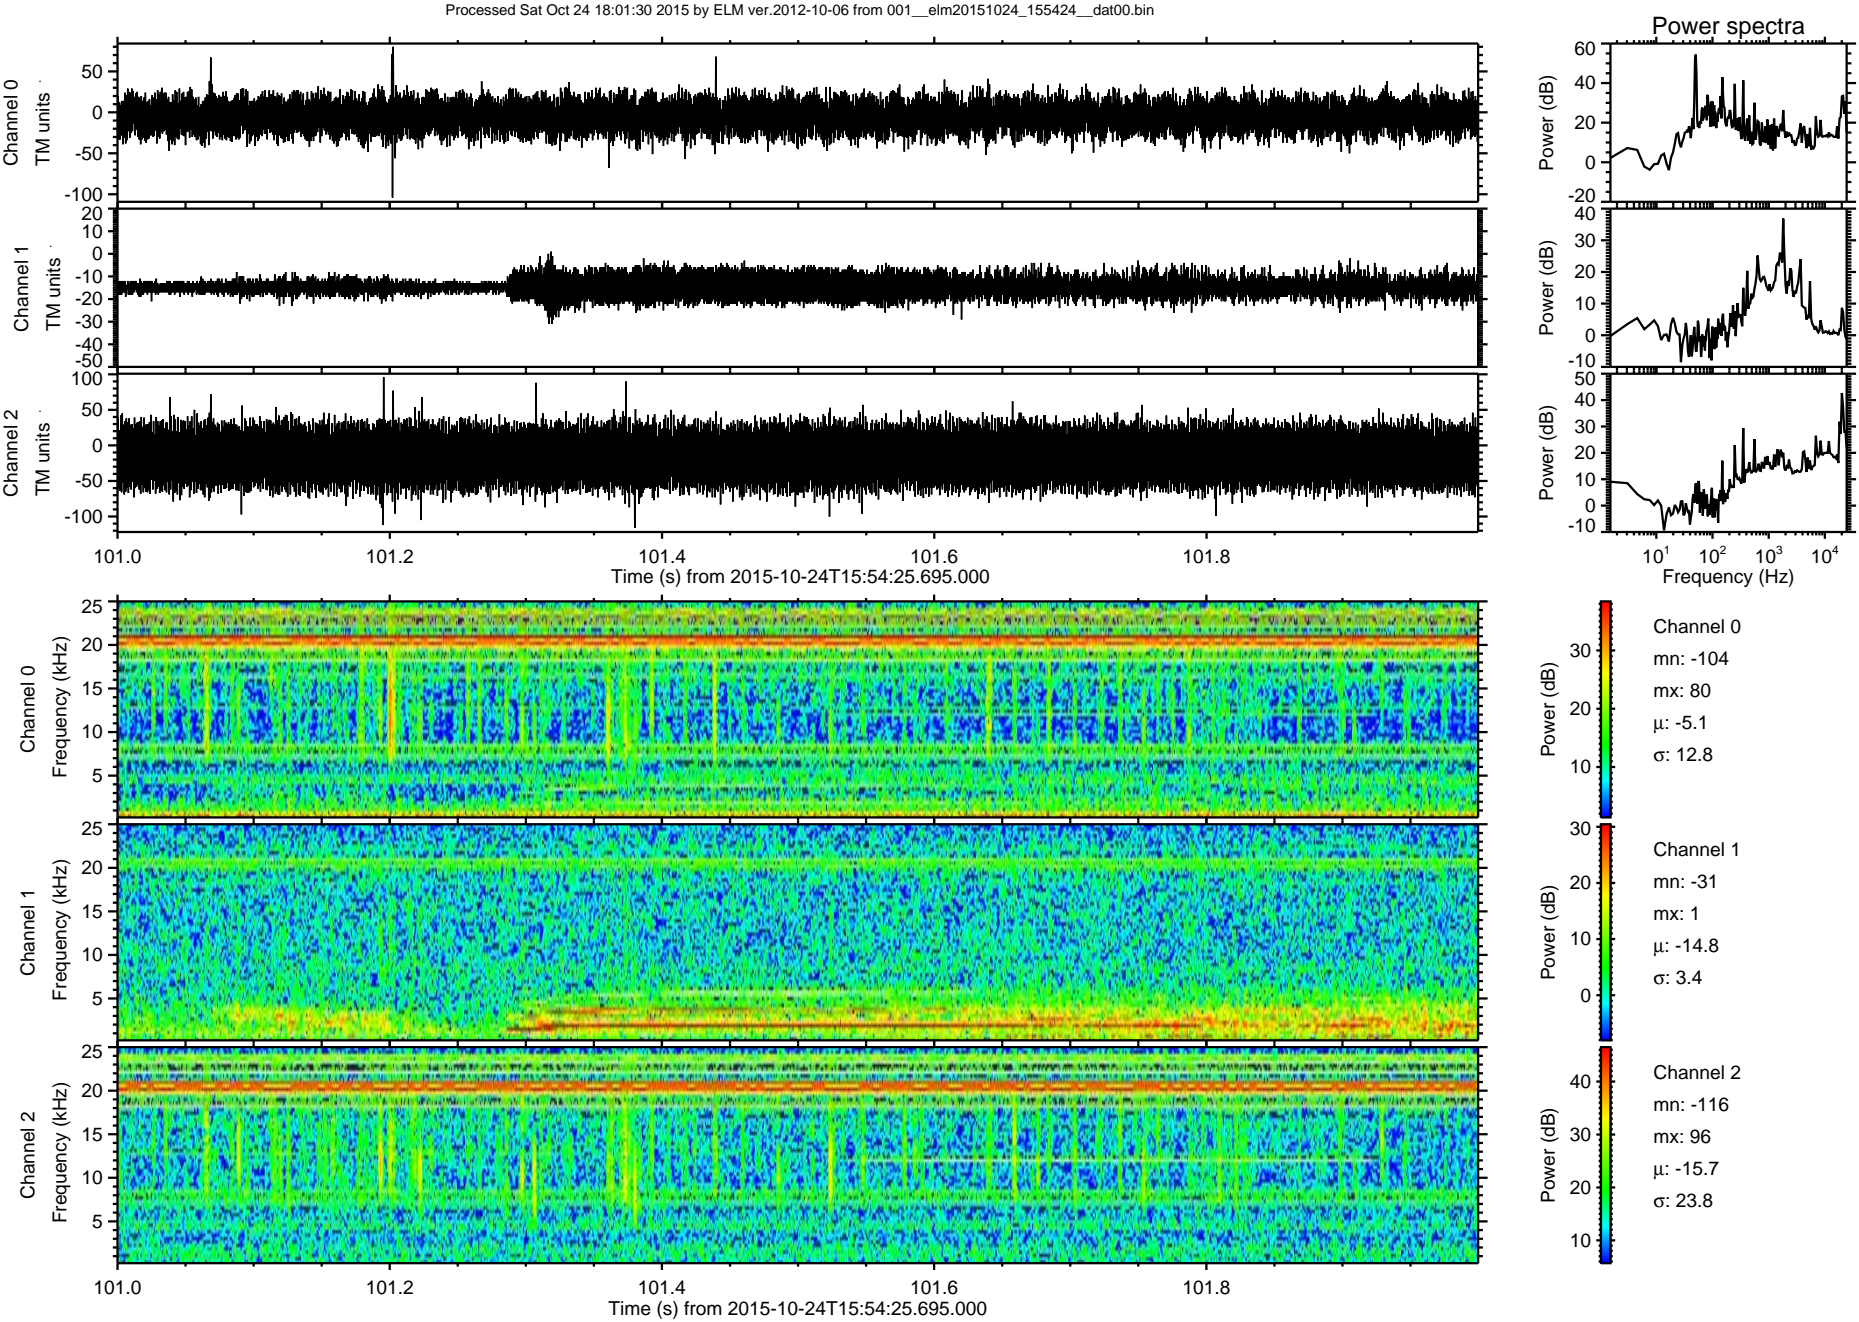 Processed Sat Oct 24 18:01:30 2015 by ELM ver.2012-10-06 from 001__elm20151024_155424__dat00.bin
Power spectra
Channel 0
TM units
50
0
-50
-100
Power (dB)
60
40
20
0
-20
Channel 1
TM units
20
10
0
-10
-20
-30
-40
-50
Power (dB)
40
30
20
10
0
-10
Channel 2
TM units
100
50
0
-50
-100
Power (dB)
50
40
30
20
10
0
-10
101.0 101.2 101.4 101.6 101.8
Time (s) from 2015-10-24T15:54:25.695.000
10¹ 10² 10³ 10⁴
Frequency (Hz)
Channel 0
Frequency (kHz)
25
20
15
10
5
Power (dB)
30
20
10
Channel 0
mn: -104
mx: 80
µ: -5.1
σ: 12.8
Channel 1
Frequency (kHz)
25
20
15
10
5
Power (dB)
30
20
10
0
Channel 1
mn: -31
mx: 1
µ: -14.8
σ: 3.4
Channel 2
Frequency (kHz)
25
20
15
10
5
Power (dB)
40
30
20
10
Channel 2
mn: -116
mx: 96
µ: -15.7
σ: 23.8
101.0 101.2 101.4 101.6 101.8
Time (s) from 2015-10-24T15:54:25.695.000